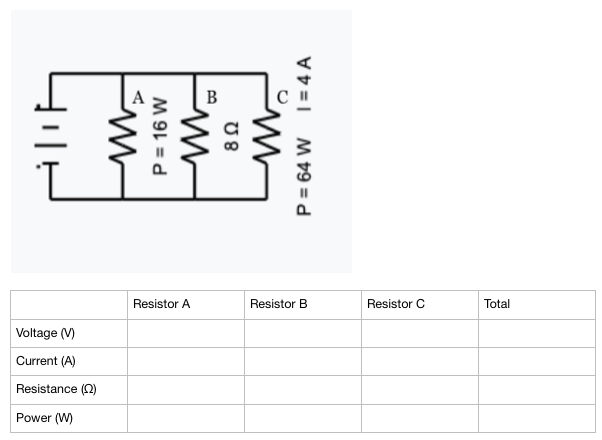 A
P = 16 W
B
8 Ω
C
P = 64 W I = 4 A
Resistor A Resistor B Resistor C Total
Voltage (V)
Current (A)
Resistance (Ω)
Power (W)